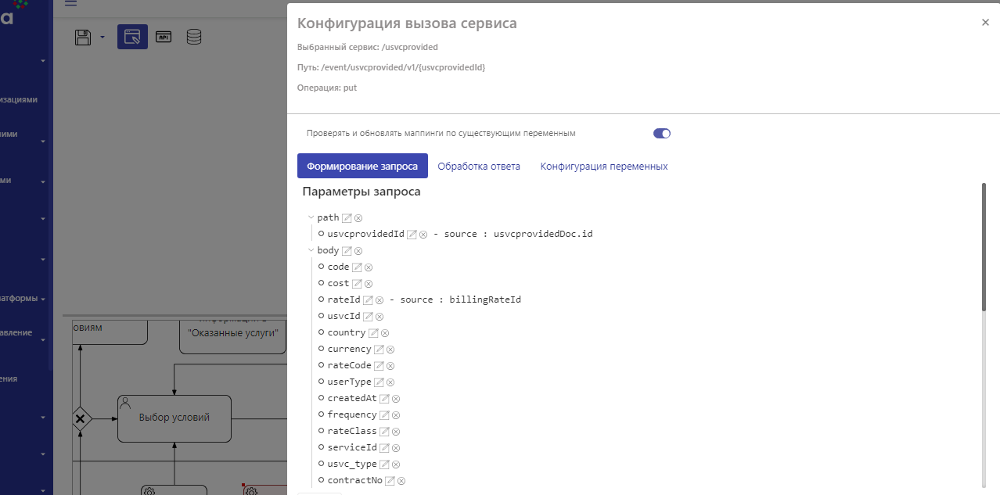 а
изациями
ими
ми
латформы
авление
ения
API
овиям
"Оказанные услуги"
Выбор условий
Конфигурация вызова сервиса
Выбранный сервис: /usvcprovided
Путь: /event/usvcprovided/v1/{usvcprovidedId}
Операция: put
Проверять и обновлять маппинги по существующим переменным
Формирование запроса
Обработка ответа
Конфигурация переменных
Параметры запроса
path
usvcprovidedId - source : usvcprovidedDoc.id
body
code
cost
rateId - source : billingRateId
usvcId
country
currency
rateCode
userType
createdAt
frequency
rateClass
serviceId
usvc_type
contractNo